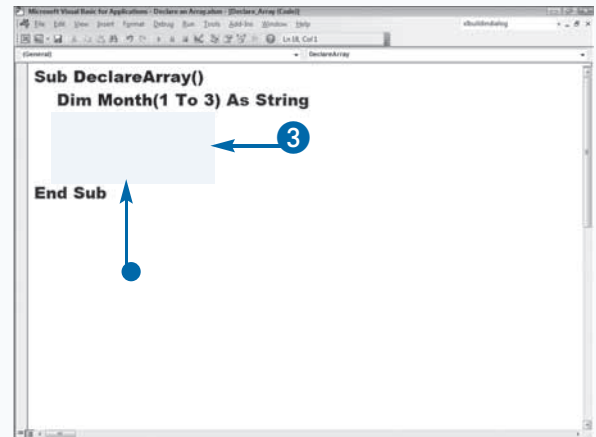 Microsoft Visual Basic for Applications - Declare an Array.xlsm - [Declare_Array (Code)]
File Edit View Insert Format Debug Run Tools Add-Ins Window Help xlbuildindialog
Ln 18, Col 1
(General) DeclareArray
Sub DeclareArray()
Dim Month(1 To 3) As String
3
End Sub